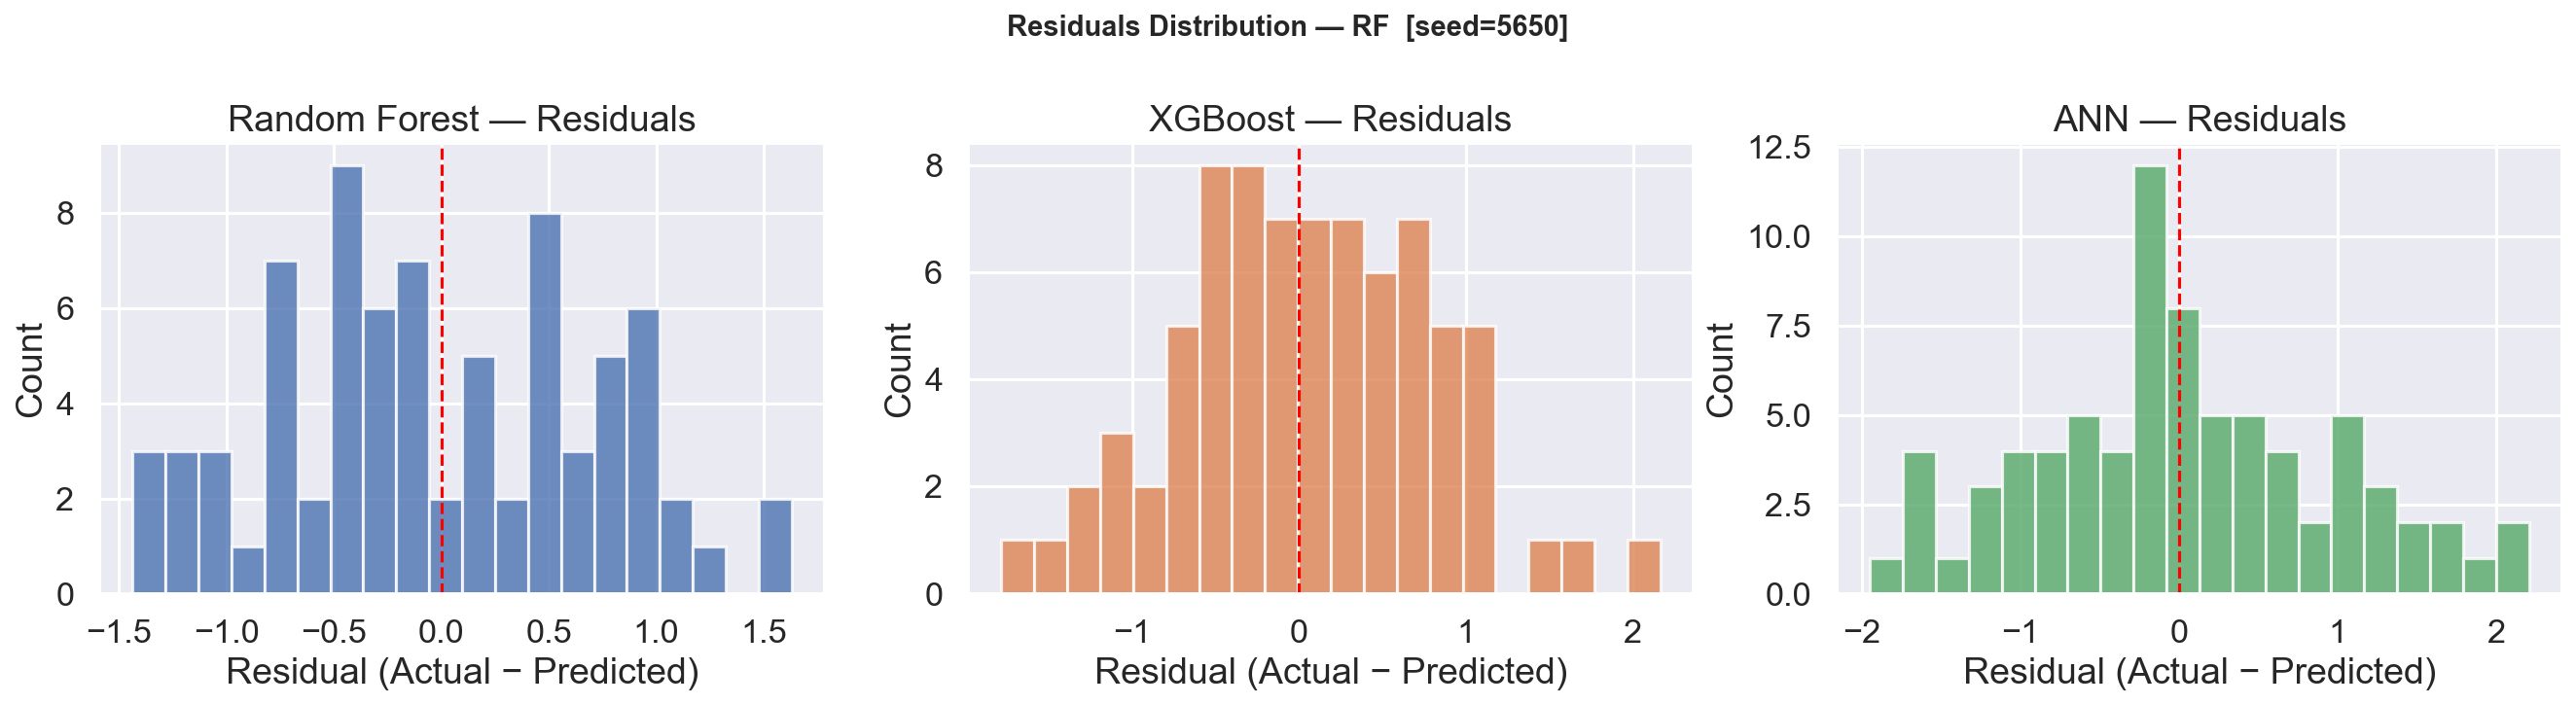 Residuals Distribution — RF  [seed=5650]
Random Forest — Residuals
8
6
4
2
0
Count
−1.5 −1.0 −0.5 0.0 0.5 1.0 1.5
Residual (Actual − Predicted)
XGBoost — Residuals
8
6
4
2
0
Count
−1 0 1 2
Residual (Actual − Predicted)
ANN — Residuals
12.5
10.0
7.5
5.0
2.5
0.0
Count
−2 −1 0 1 2
Residual (Actual − Predicted)